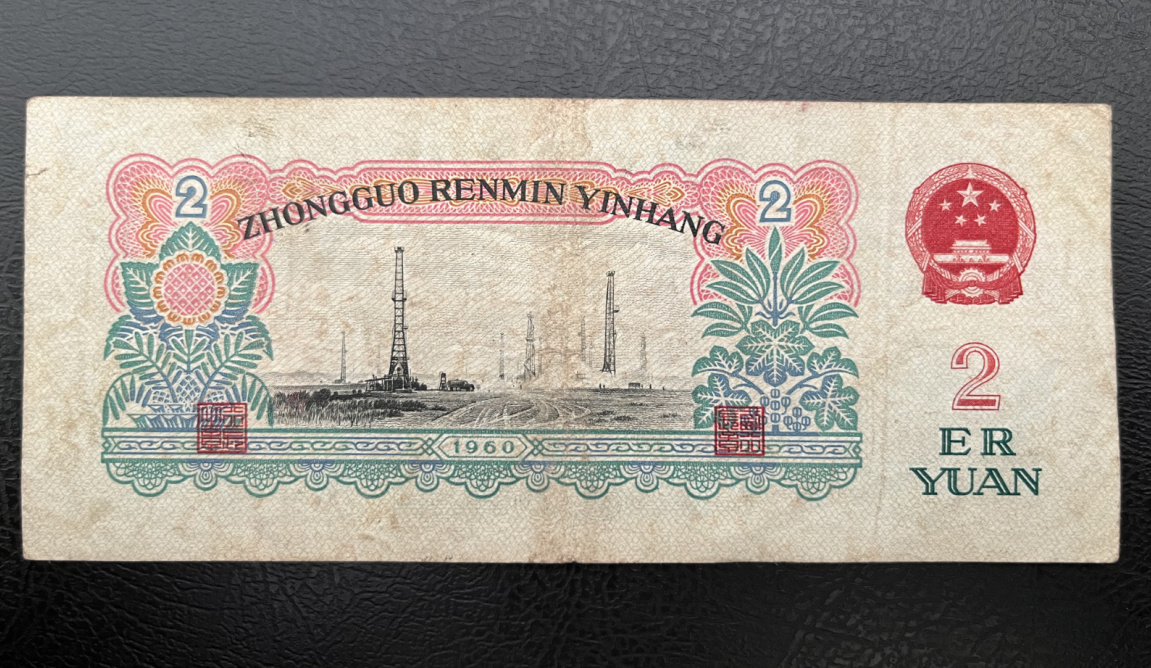 2
2
ZHONGGUO RENMIN YINHANG
1960
2
ER
YUAN